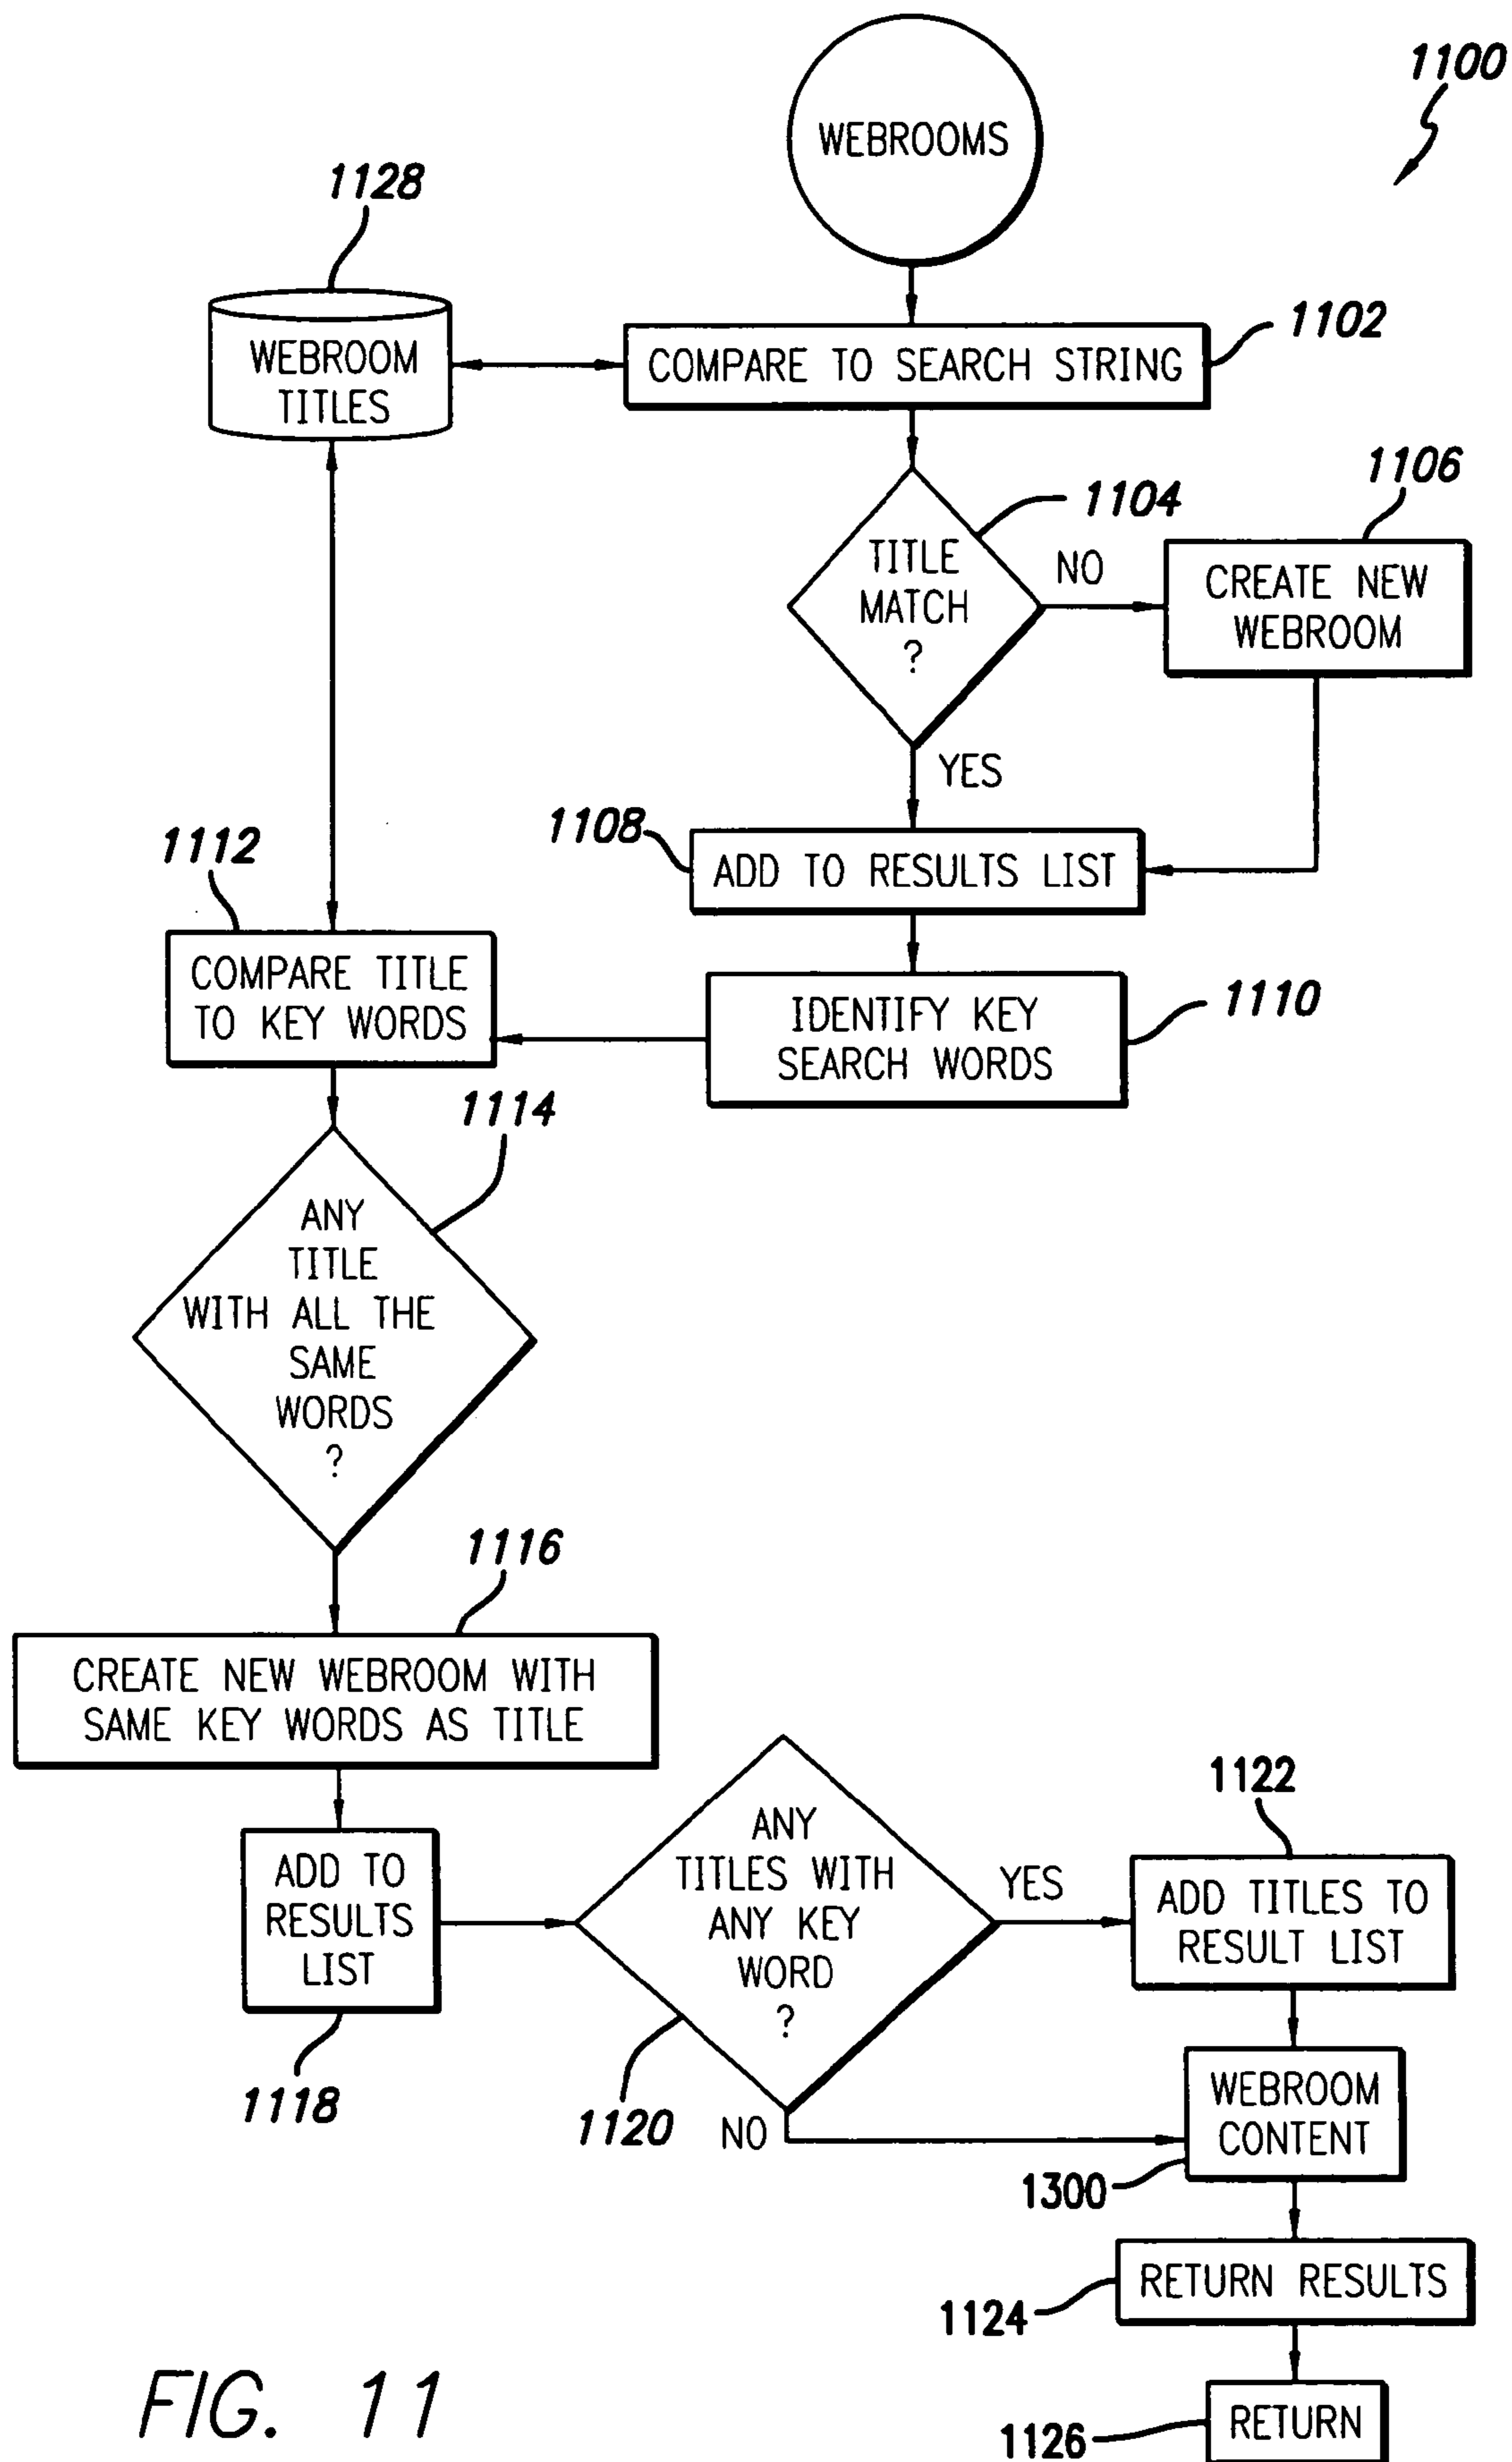 1100
WEBROOMS
1128
WEBROOM
TITLES
COMPARE TO SEARCH STRING
1102
1104
TITLE
MATCH
?
NO
1106
CREATE NEW
WEBROOM
YES
1108
ADD TO RESULTS LIST
1112
COMPARE TITLE
TO KEY WORDS
IDENTIFY KEY
SEARCH WORDS
1110
1114
ANY
TITLE
WITH ALL THE
SAME
WORDS
?
1116
CREATE NEW WEBROOM WITH
SAME KEY WORDS AS TITLE
ADD TO
RESULTS
LIST
1118
ANY
TITLES WITH
ANY KEY
WORD
?
1120
YES
NO
1122
ADD TITLES TO
RESULT LIST
WEBROOM
CONTENT
1300
RETURN RESULTS
1124
RETURN
1126
FIG. 11